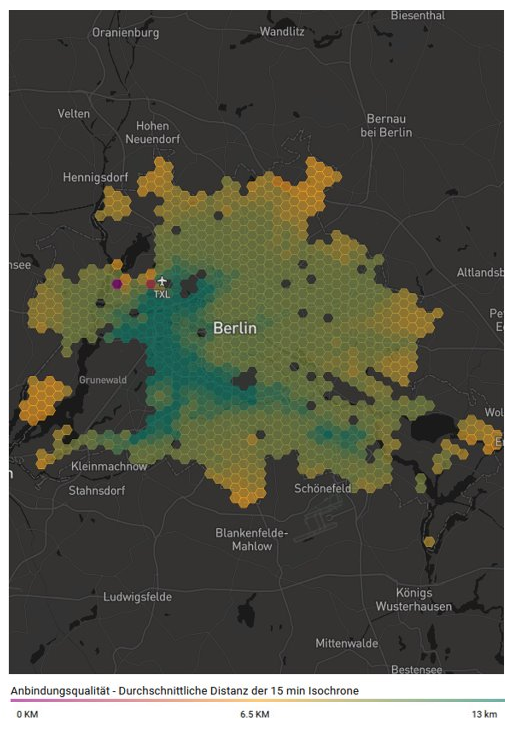 Biesenthal
Oranienburg
Wandlitz
Velten
Bernau
bei Berlin
Hohen
Neuendorf
Hennigsdorf
nsee
Altlandsb
TXL
Pe
Berlin
Grunewald
Wol
Kleinmachnow
Stahnsdorf
Schönefeld
Blankenfelde-
Mahlow
Königs
Wusterhausen
Ludwigsfelde
Mittenwalde
Bestensee
Anbindungsqualität - Durchschnittliche Distanz der 15 min Isochrone
0 KM
6.5 KM
13 km